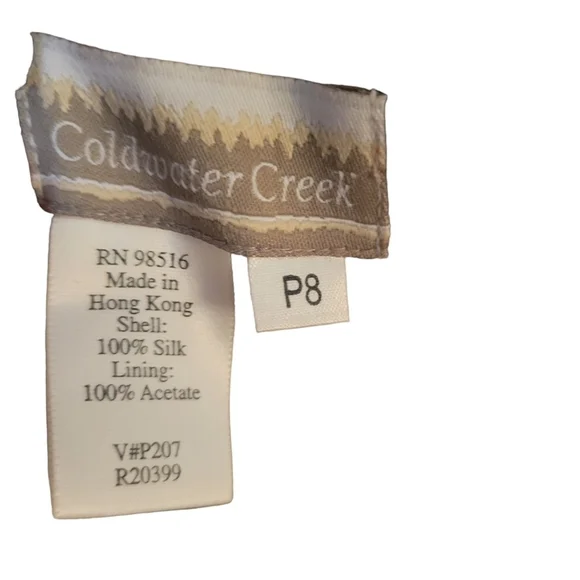 Coldwater Creek
P8
RN 98516
Made in
Hong Kong
Shell:
100% Silk
Lining:
100% Acetate
V#P207
R20399